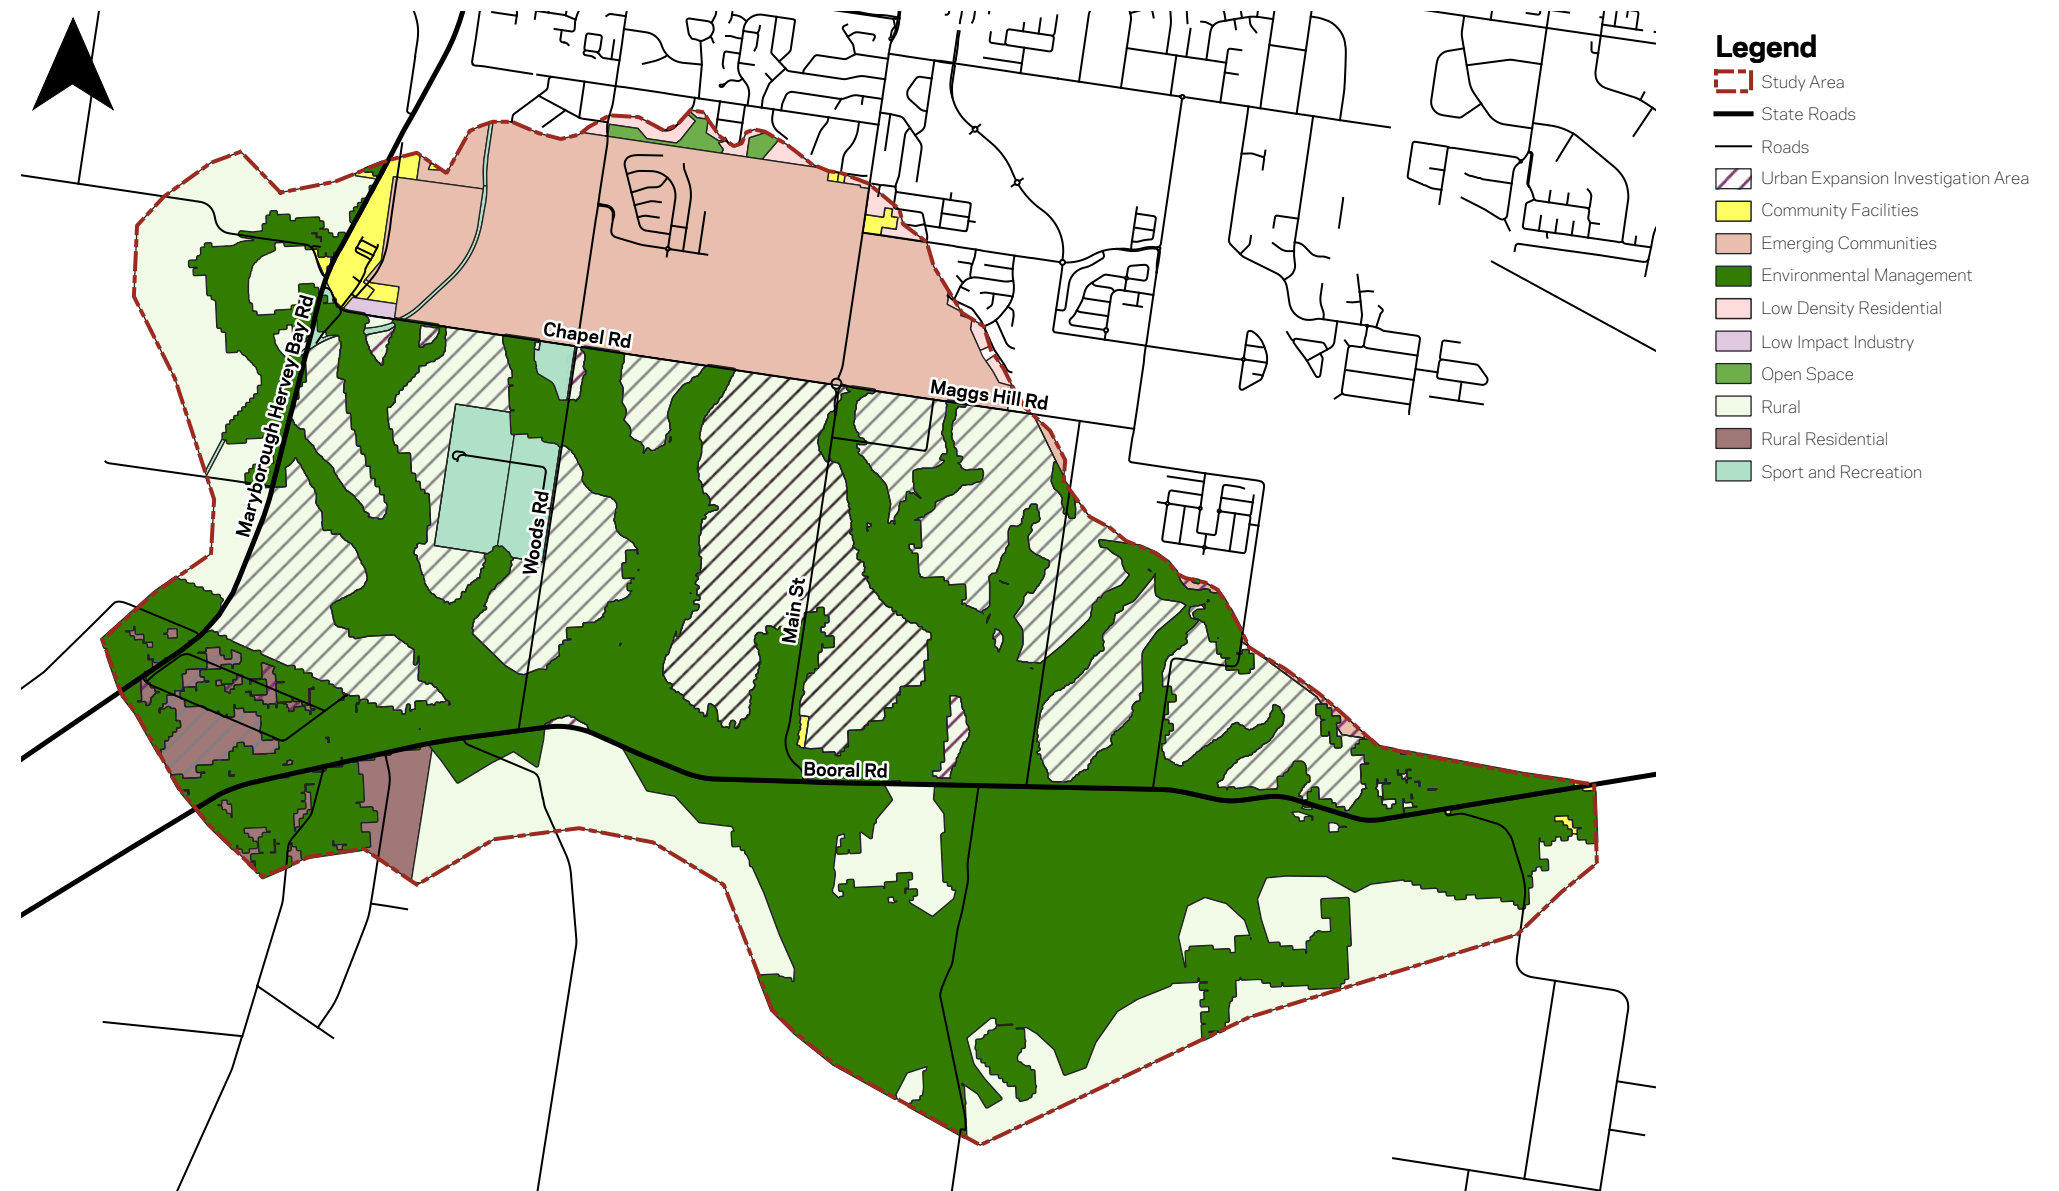 Legend
Study Area
State Roads
Roads
Urban Expansion Investigation Area
Community Facilities
Emerging Communities
Environmental Management
Low Density Residential
Low Impact Industry
Open Space
Rural
Rural Residential
Sport and Recreation
Chapel Rd
Maggs Hill Rd
Maryborough Hervey Bay Rd
Woods Rd
Main St
Booral Rd